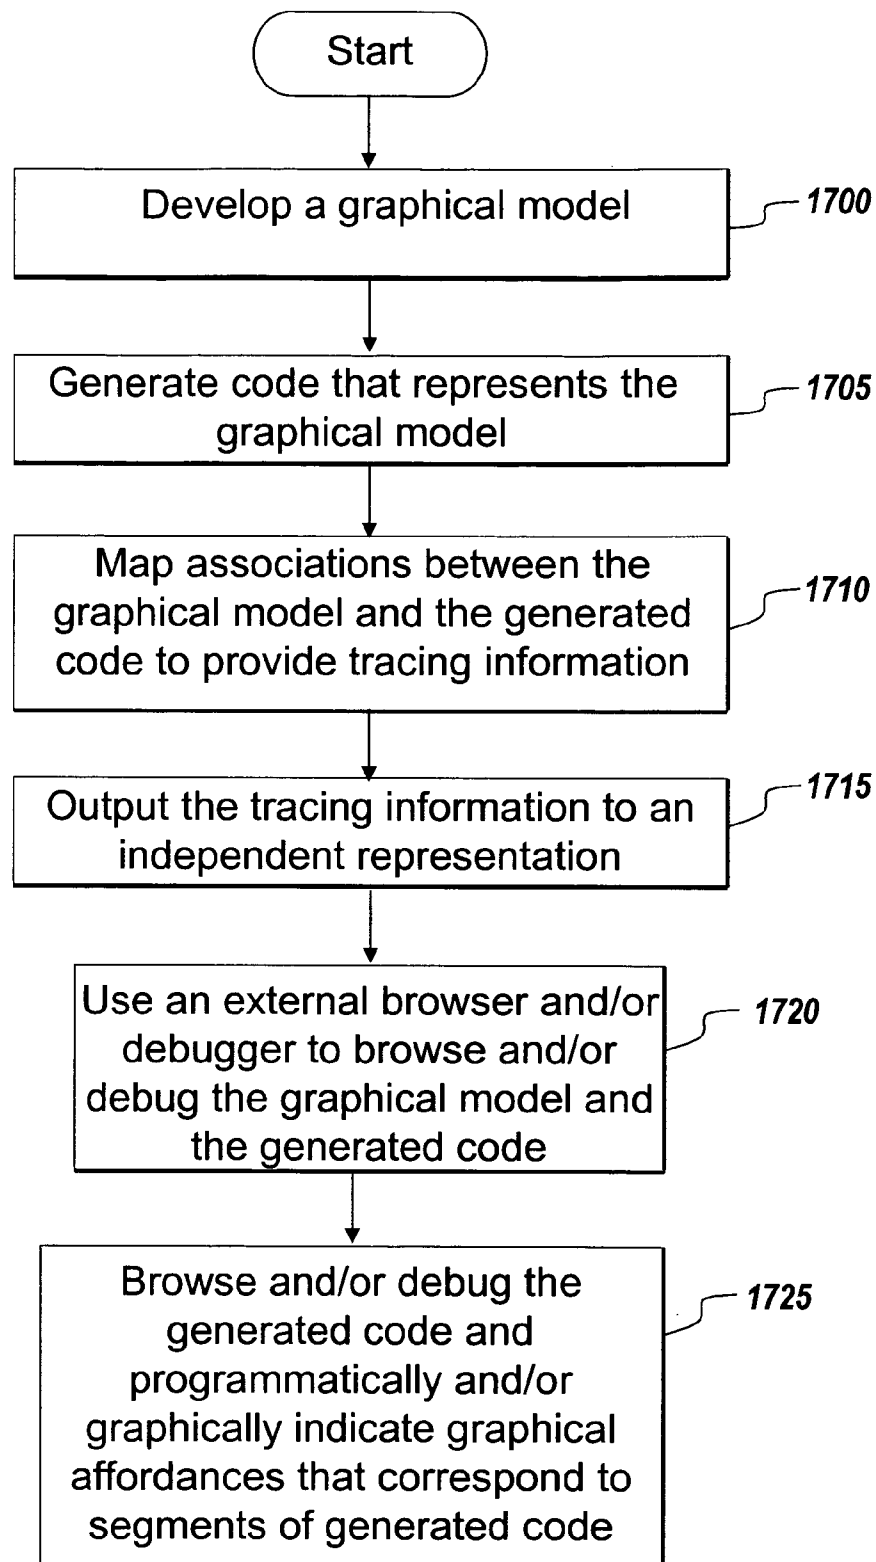 Start
Develop a graphical model
1700
Generate code that represents the
graphical model
1705
Map associations between the
graphical model and the generated
code to provide tracing information
1710
Output the tracing information to an
independent representation
1715
Use an external browser and/or
debugger to browse and/or
debug the graphical model and
the generated code
1720
Browse and/or debug the
generated code and
programmatically and/or
graphically indicate graphical
affordances that correspond to
segments of generated code
1725